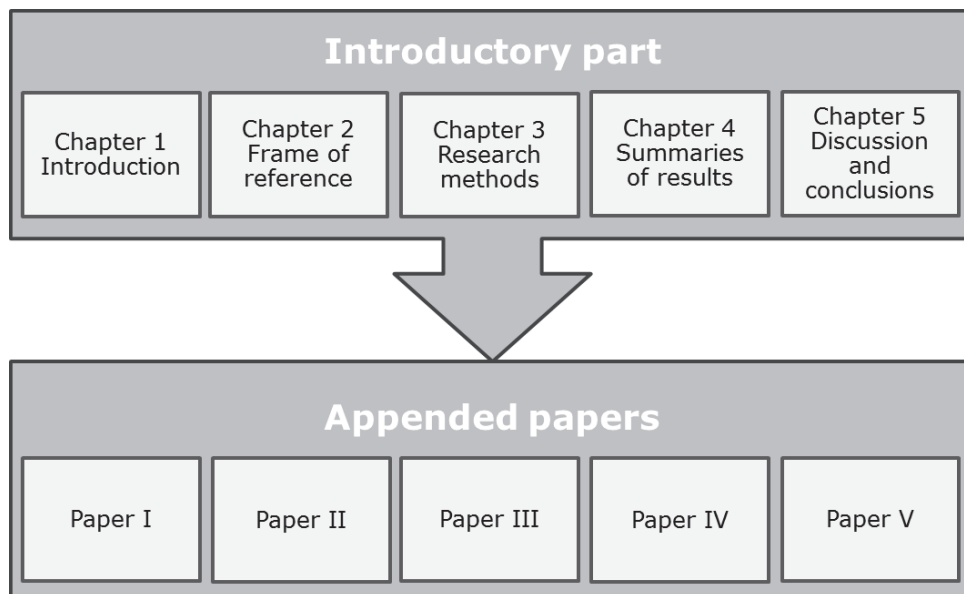 Introductory part
Chapter 1
Introduction
Chapter 2
Frame of
reference
Chapter 3
Research
methods
Chapter 4
Summaries
of results
Chapter 5
Discussion
and
conclusions
Appended papers
Paper I
Paper II
Paper III
Paper IV
Paper V